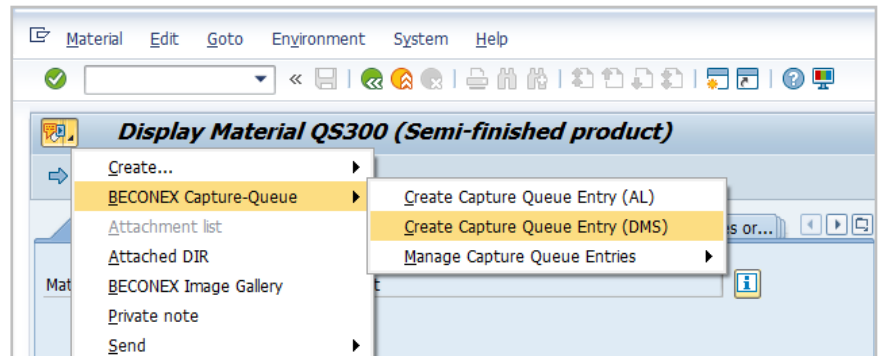 Material Edit Goto Environment System Help
Display Material QS300 (Semi-finished product)
Create...
BECONEX Capture-Queue
Create Capture Queue Entry (AL)
Attachment list
Create Capture Queue Entry (DMS)
s or...
Attached DIR
Manage Capture Queue Entries
Mat
BECONEX Image Gallery
t
Private note
Send